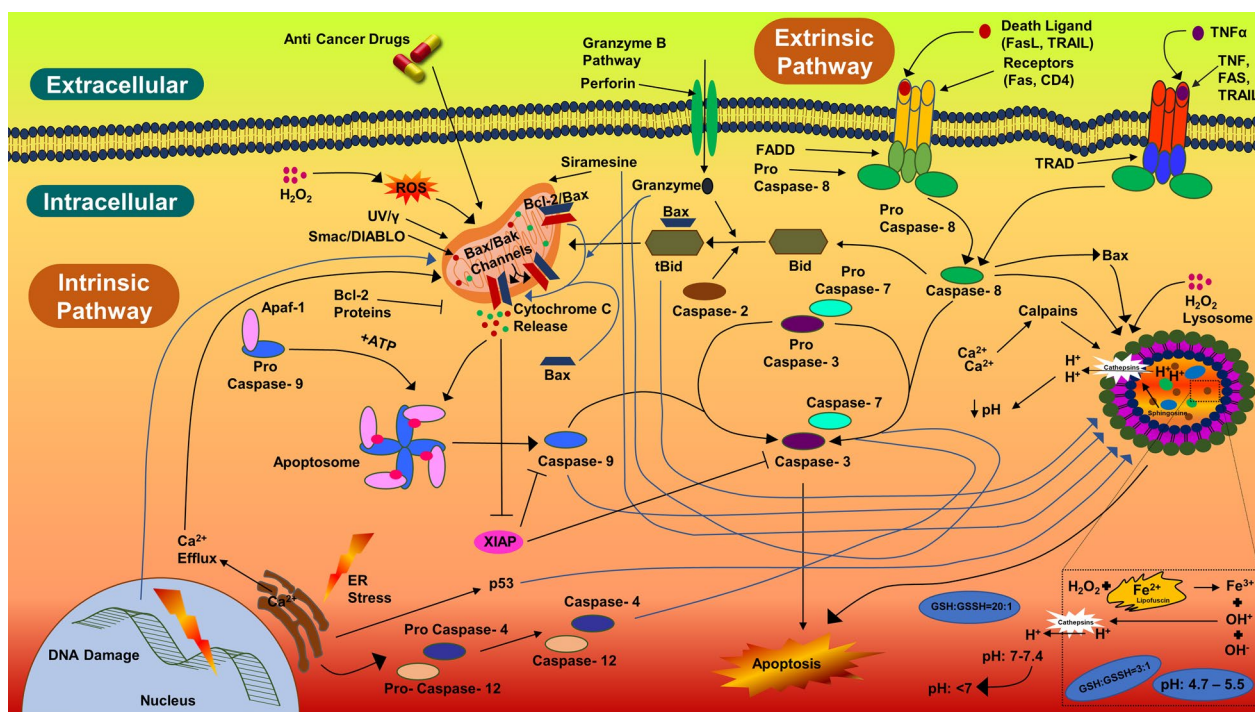 Anti Cancer Drugs
Granzyme B
Pathway
Perforin
Extrinsic
Pathway
Death Ligand
(FasL, TRAIL)
Receptors
(Fas, CD4)
TNFα
TNF,
FAS,
TRAIL
Extracellular
Intracellular
Intrinsic
Pathway
H₂O₂
ROS
UV/γ
Smac/DIABLO
Siramesine
Bcl-2/Bax
Bax/Bak
Channels
Granzyme
Bax
tBid
Bid
Caspase- 2
FADD
Pro
Caspase- 8
TRAD
Pro
Caspase- 8
Caspase- 8
Bax
H₂O₂
Lysosome
Calpains
Ca²⁺
Ca²⁺
H⁺
H⁺
pH
Cathepsins
H⁺
H⁺
Sphingosine
Apaf-1
Bcl-2
Proteins
Cytochrome C
Release
+ATP
Pro
Caspase- 9
Bax
Pro
Caspase- 7
Pro
Caspase- 3
Caspase- 7
Caspase- 3
Apoptosome
Caspase- 9
XIAP
Ca²⁺
Efflux
Ca²⁺
ER
Stress
p53
DNA Damage
Nucleus
Pro Caspase- 4
Pro- Caspase- 12
Caspase- 4
Caspase- 12
Apoptosis
GSH:GSSH=20:1
H₂O₂ +
Fe²⁺
Lipofuscin
Fe³⁺
+
OH⁺
+
OH⁻
Cathepsins
H⁺
H⁺
pH: 7-7.4
pH: <7
GSH:GSSH=3:1
pH: 4.7 – 5.5